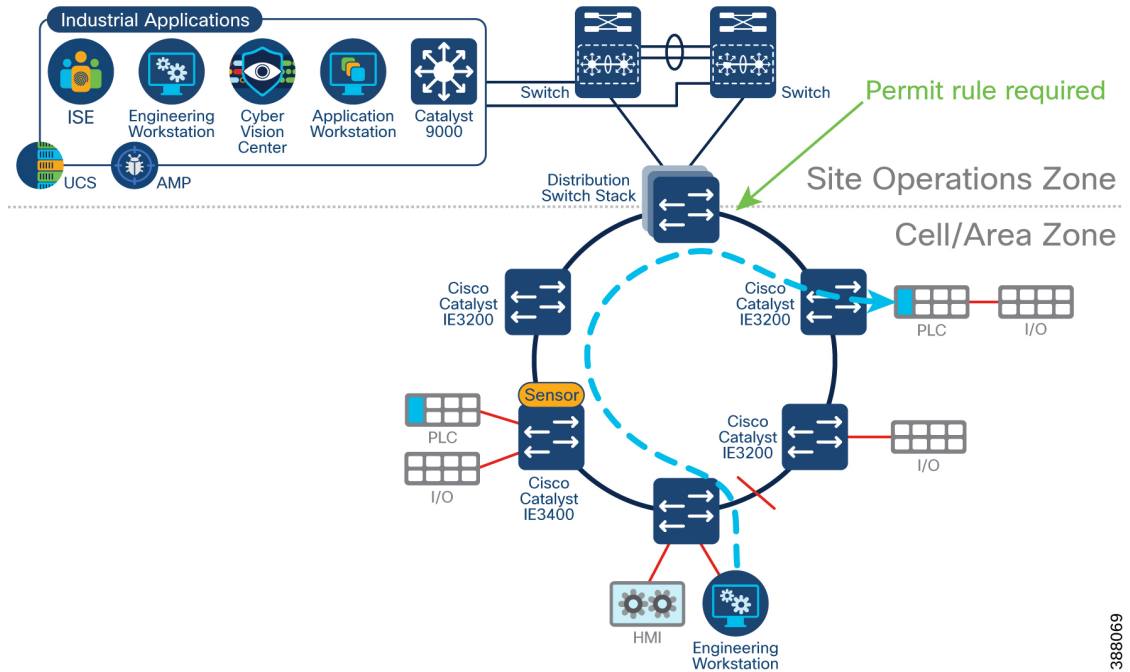 Industrial Applications
ISE
Engineering
Workstation
Cyber
Vision
Center
Application
Workstation
Catalyst
9000
UCS
AMP
Switch
Switch
Permit rule required
Distribution
Switch Stack
Site Operations Zone
Cell/Area Zone
Cisco
Catalyst
IE3200
Cisco
Catalyst
IE3200
PLC
I/O
Sensor
PLC
I/O
Cisco
Catalyst
IE3400
Cisco
Catalyst
IE3200
I/O
HMI
Engineering
Workstation
388069